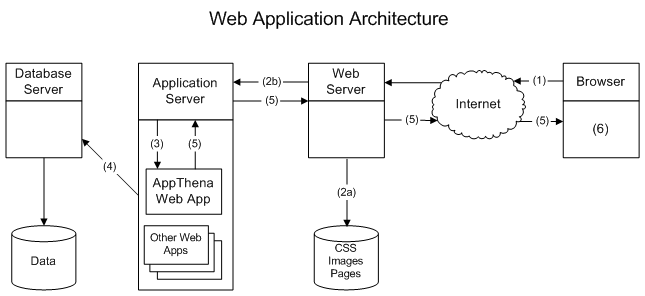 Web Application Architecture
Database
Server
Application
Server
Web
Server
Browser
Internet
(1)
(2b)
(5)
(5)
(5)
(6)
(3)
(5)
(4)
AppThena
Web App
(2a)
Other Web
Apps
Data
CSS
Images
Pages